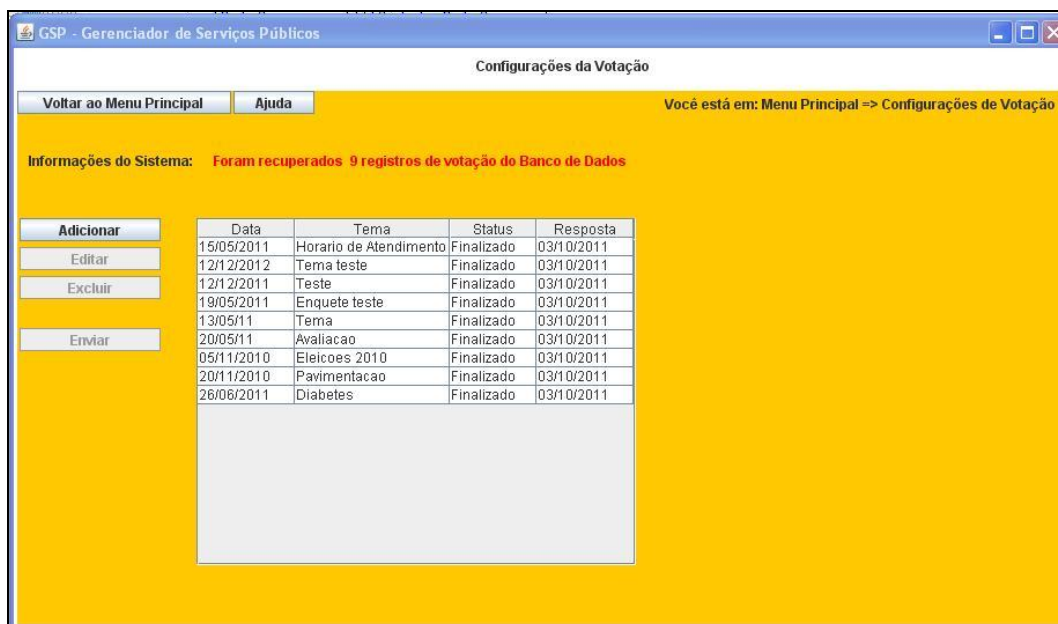 GSP - Gerenciador de Serviços Públicos
Configurações da Votação
Voltar ao Menu Principal Ajuda Você está em: Menu Principal => Configurações de Votação
Informações do Sistema: Foram recuperados 9 registros de votação do Banco de Dados
Adicionar
Editar
Excluir
Enviar
Data Tema Status Resposta
15/05/2011 Horario de Atendimento Finalizado 03/10/2011
12/12/2012 Tema teste Finalizado 03/10/2011
12/12/2011 Teste Finalizado 03/10/2011
19/05/2011 Enquete teste Finalizado 03/10/2011
13/05/11 Tema Finalizado 03/10/2011
20/05/11 Avaliacao Finalizado 03/10/2011
05/11/2010 Eleicoes 2010 Finalizado 03/10/2011
20/11/2010 Pavimentacao Finalizado 03/10/2011
26/06/2011 Diabetes Finalizado 03/10/2011